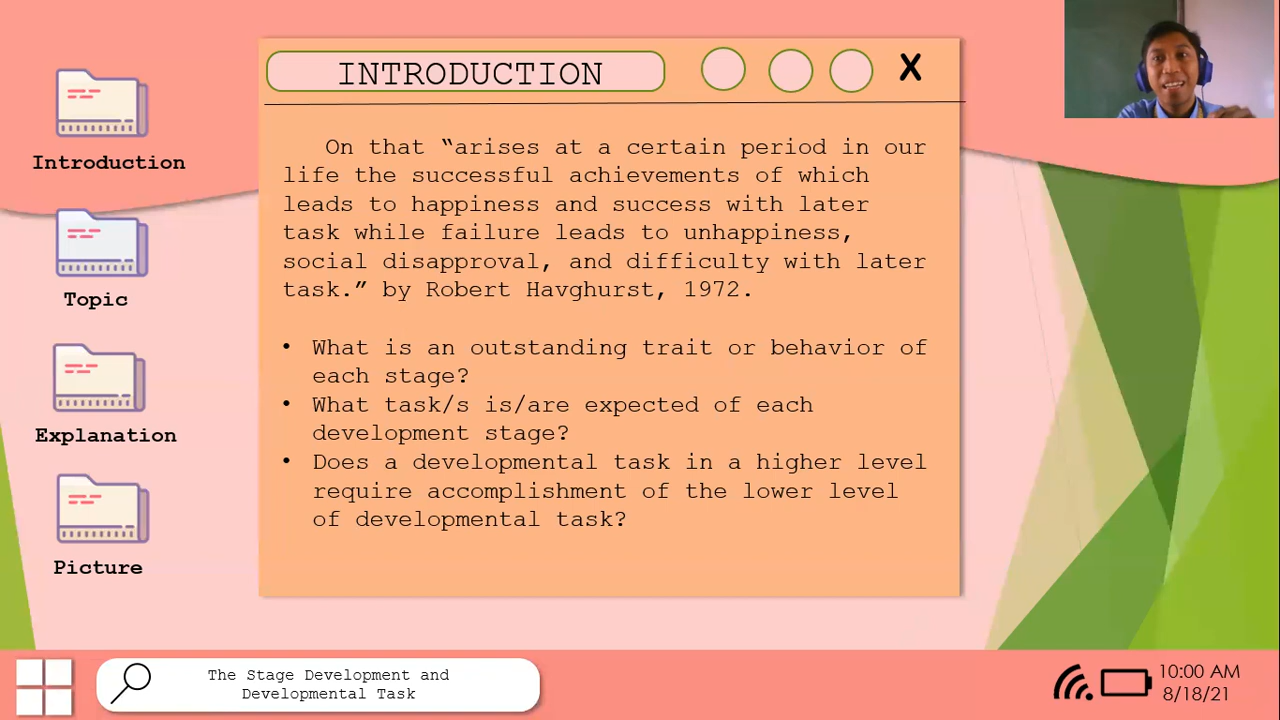 INTRODUCTION
X
Introduction
Topic
Explanation
Picture
On that “arises at a certain period in our
life the successful achievements of which
leads to happiness and success with later
task while failure leads to unhappiness,
social disapproval, and difficulty with later
task.” by Robert Havghurst, 1972.
• What is an outstanding trait or behavior of
each stage?
• What task/s is/are expected of each
development stage?
• Does a developmental task in a higher level
require accomplishment of the lower level
of developmental task?
The Stage Development and
Developmental Task
10:00 AM
8/18/21